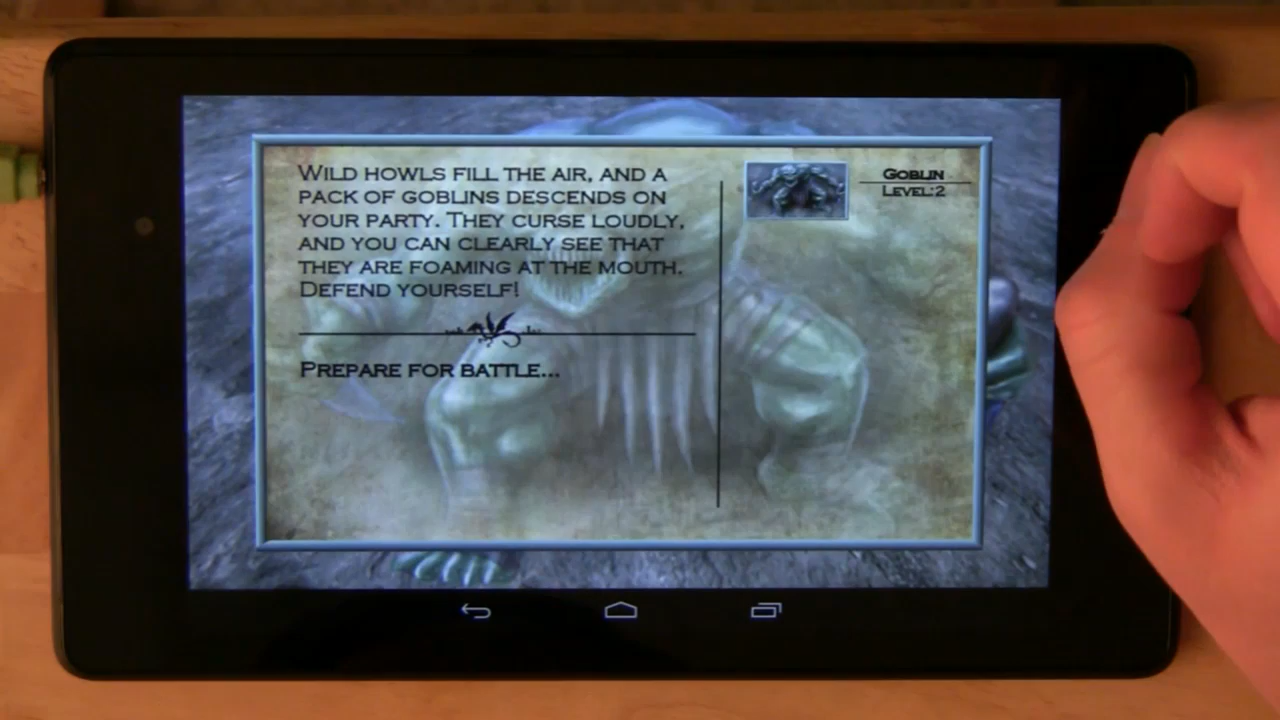 WILD HOWLS FILL THE AIR, AND A
PACK OF GOBLINS DESCENDS ON
YOUR PARTY. THEY CURSE LOUDLY,
AND YOU CAN CLEARLY SEE THAT
THEY ARE FOAMING AT THE MOUTH.
DEFEND YOURSELF!
PREPARE FOR BATTLE...
GOBLIN
LEVEL:2